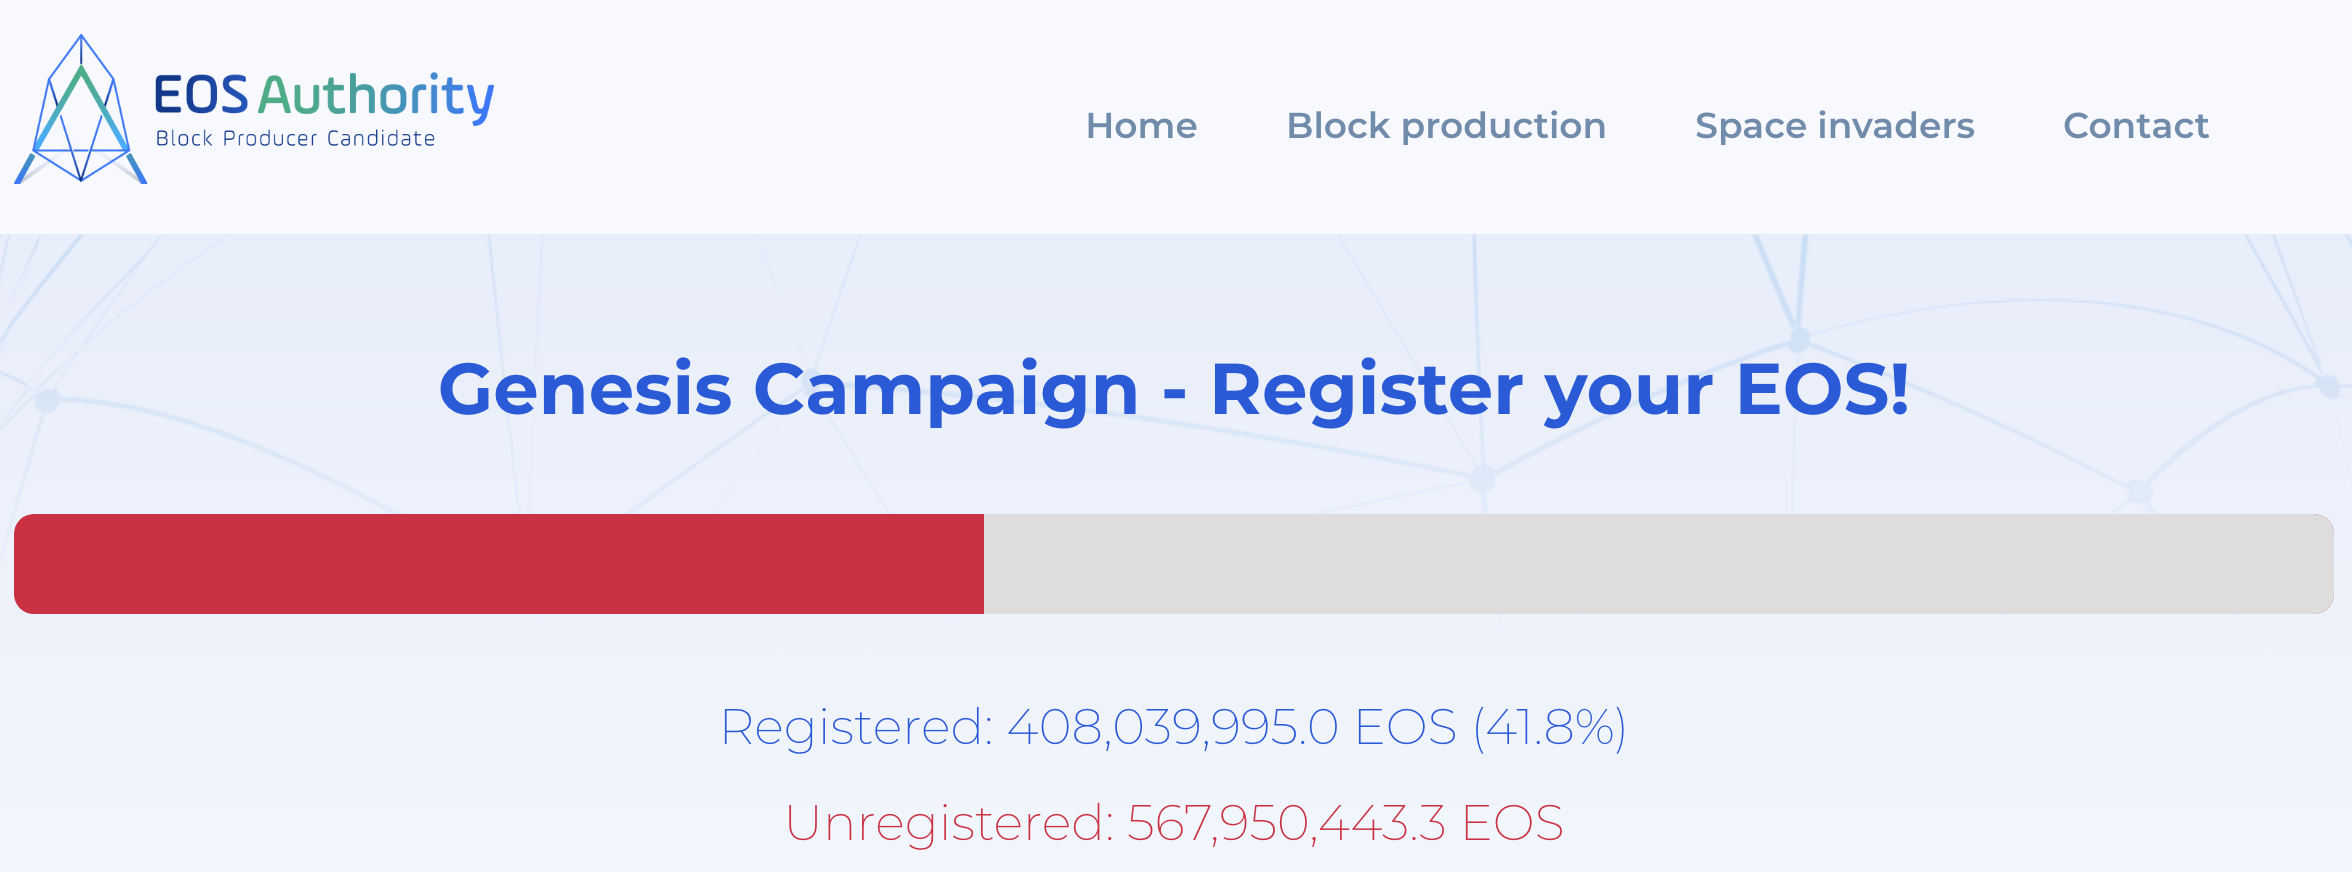 EOS Authority
Block Producer Candidate
Home Block production Space invaders Contact
Genesis Campaign - Register your EOS!
Registered: 408,039,995.0 EOS (41.8%)
Unregistered: 567,950,443.3 EOS